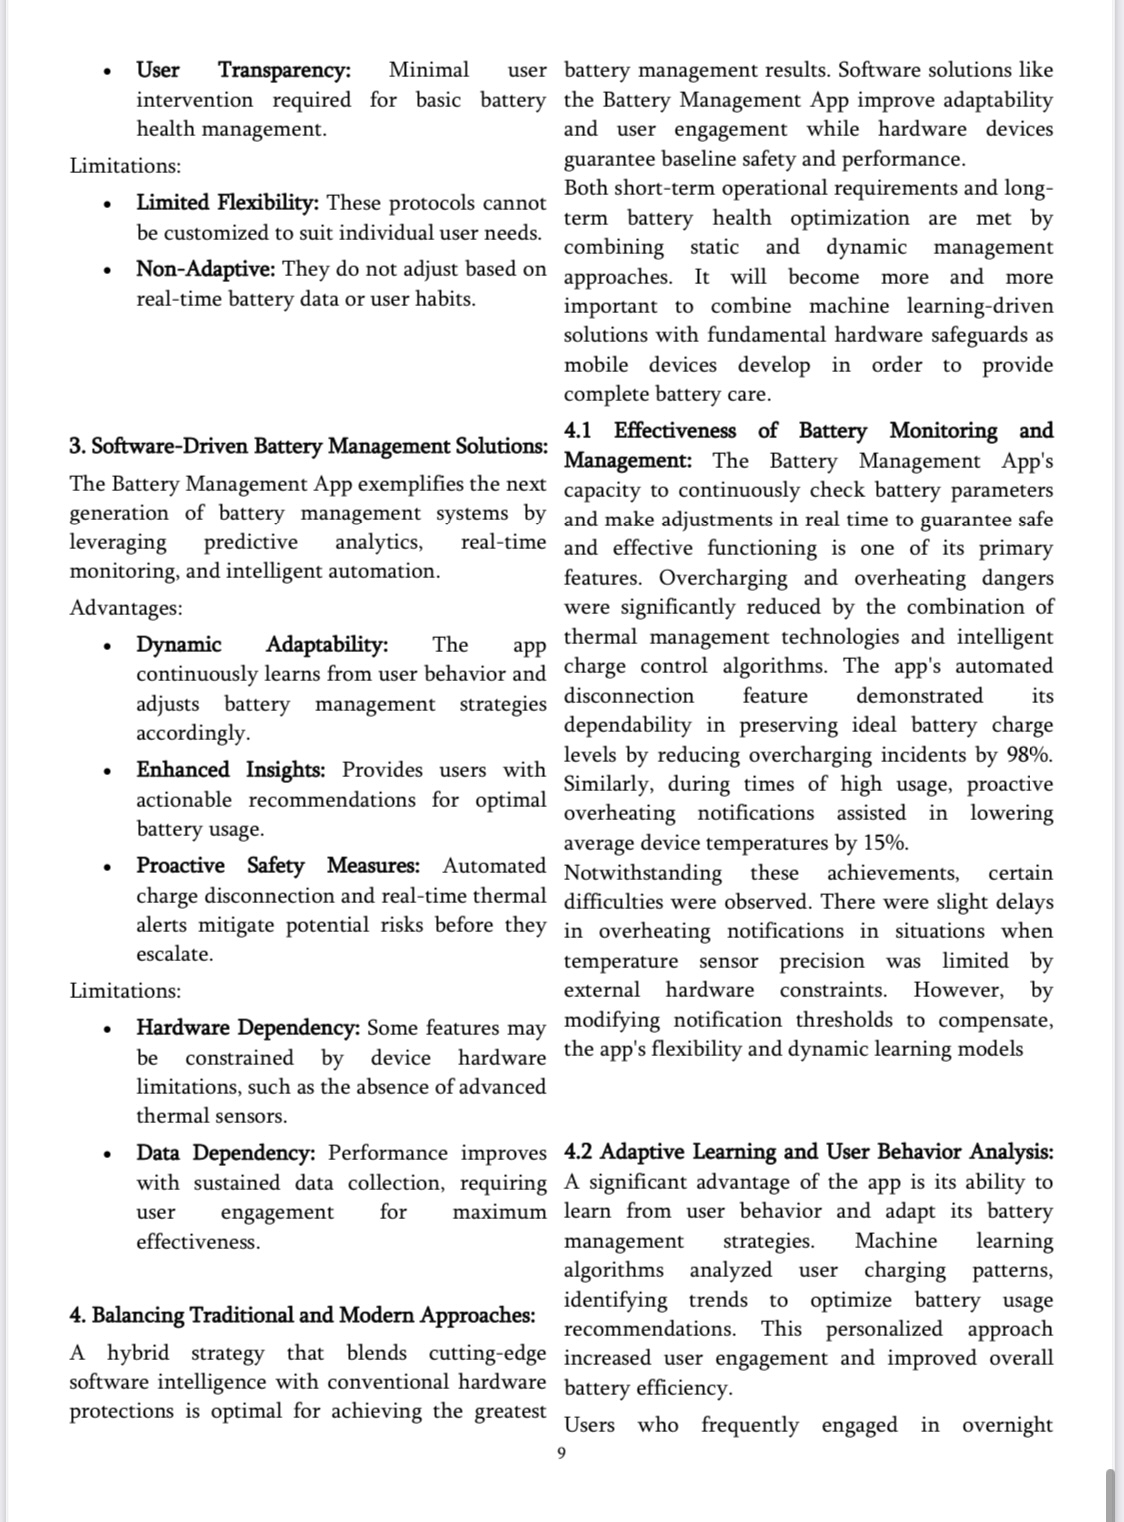 • User Transparency: Minimal user
intervention required for basic battery
health management.
Limitations:
• Limited Flexibility: These protocols cannot
be customized to suit individual user needs.
• Non-Adaptive: They do not adjust based on
real-time battery data or user habits.
3. Software-Driven Battery Management Solutions:
The Battery Management App exemplifies the next
generation of battery management systems by
leveraging predictive analytics, real-time
monitoring, and intelligent automation.
Advantages:
• Dynamic Adaptability: The app
continuously learns from user behavior and
adjusts battery management strategies
accordingly.
• Enhanced Insights: Provides users with
actionable recommendations for optimal
battery usage.
• Proactive Safety Measures: Automated
charge disconnection and real-time thermal
alerts mitigate potential risks before they
escalate.
Limitations:
• Hardware Dependency: Some features may
be constrained by device hardware
limitations, such as the absence of advanced
thermal sensors.
• Data Dependency: Performance improves
with sustained data collection, requiring
user engagement for maximum
effectiveness.
4. Balancing Traditional and Modern Approaches:
A hybrid strategy that blends cutting-edge
software intelligence with conventional hardware
protections is optimal for achieving the greatest
battery management results. Software solutions like
the Battery Management App improve adaptability
and user engagement while hardware devices
guarantee baseline safety and performance.
Both short-term operational requirements and long-
term battery health optimization are met by
combining static and dynamic management
approaches. It will become more and more
important to combine machine learning-driven
solutions with fundamental hardware safeguards as
mobile devices develop in order to provide
complete battery care.
4.1 Effectiveness of Battery Monitoring and
Management: The Battery Management App's
capacity to continuously check battery parameters
and make adjustments in real time to guarantee safe
and effective functioning is one of its primary
features. Overcharging and overheating dangers
were significantly reduced by the combination of
thermal management technologies and intelligent
charge control algorithms. The app's automated
disconnection feature demonstrated its
dependability in preserving ideal battery charge
levels by reducing overcharging incidents by 98%.
Similarly, during times of high usage, proactive
overheating notifications assisted in lowering
average device temperatures by 15%.
Notwithstanding these achievements, certain
difficulties were observed. There were slight delays
in overheating notifications in situations when
temperature sensor precision was limited by
external hardware constraints. However, by
modifying notification thresholds to compensate,
the app's flexibility and dynamic learning models
4.2 Adaptive Learning and User Behavior Analysis:
A significant advantage of the app is its ability to
learn from user behavior and adapt its battery
management strategies. Machine learning
algorithms analyzed user charging patterns,
identifying trends to optimize battery usage
recommendations. This personalized approach
increased user engagement and improved overall
battery efficiency.
Users who frequently engaged in overnight
9